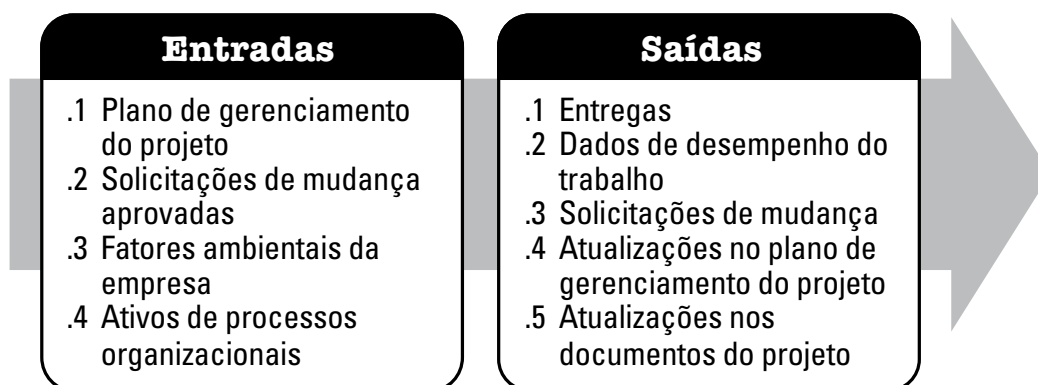 Entradas
.1 Plano de gerenciamento
do projeto
.2 Solicitações de mudança
aprovadas
.3 Fatores ambientais da
empresa
.4 Ativos de processos
organizacionais
Saídas
.1 Entregas
.2 Dados de desempenho do
trabalho
.3 Solicitações de mudança
.4 Atualizações no plano de
gerenciamento do projeto
.5 Atualizações nos
documentos do projeto